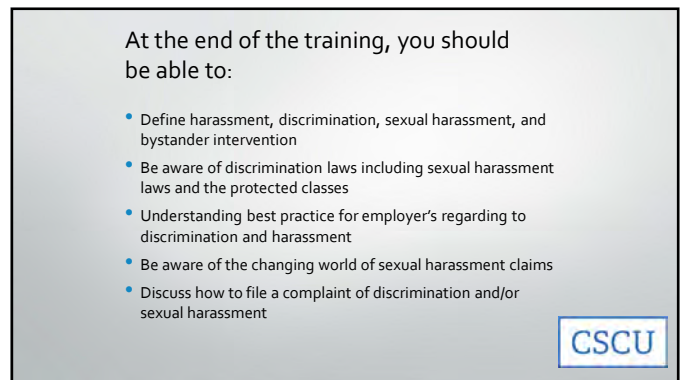 At the end of the training, you should
be able to:
• Define harassment, discrimination, sexual harassment, and
bystander intervention
• Be aware of discrimination laws including sexual harassment
laws and the protected classes
• Understanding best practice for employer's regarding to
discrimination and harassment
• Be aware of the changing world of sexual harassment claims
• Discuss how to file a complaint of discrimination and/or
sexual harassment
CSCU